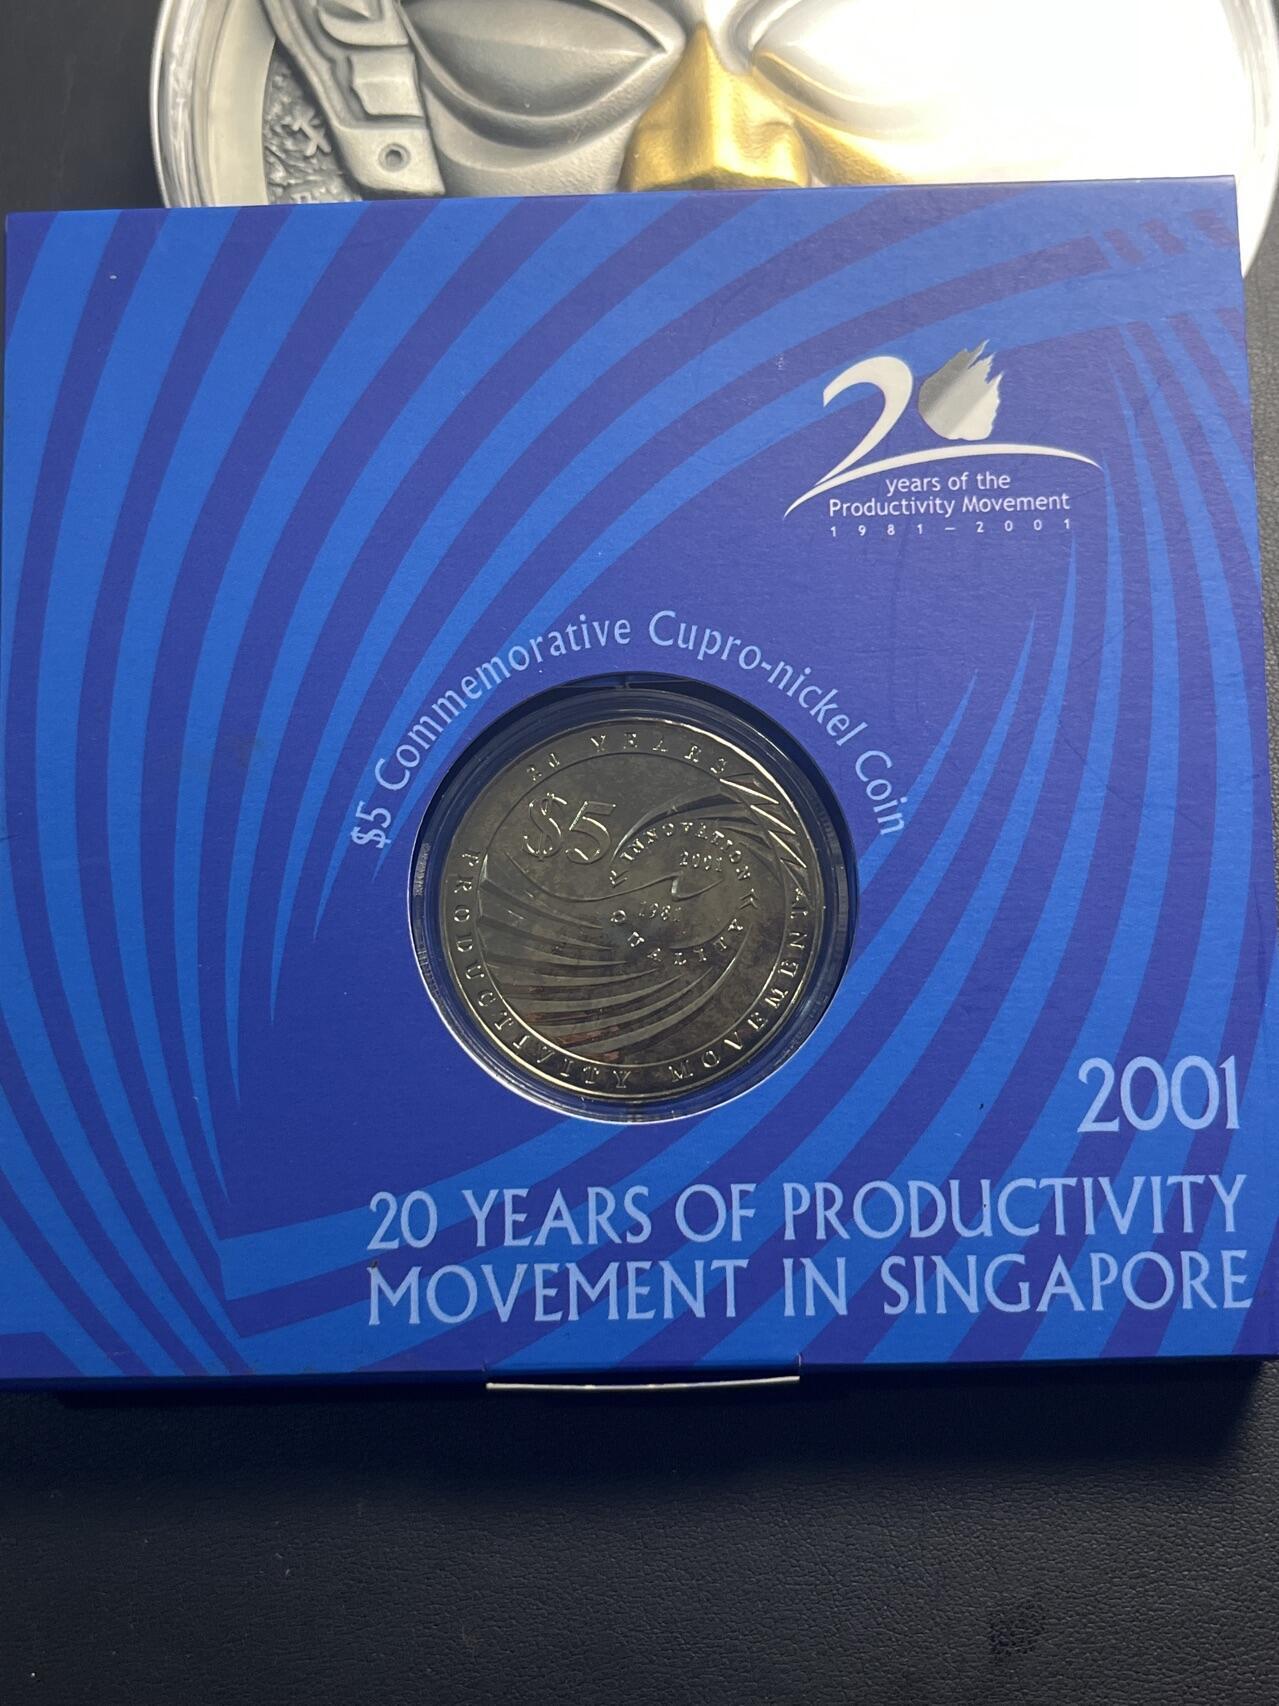 20
years of the
Productivity Movement
1981-2001
$5 Commemorative Cupro-nickel Coin
20 YEARS
PRODUCTIVITY MOVEMENT
$5
INNOVATION
2001
1981
QUALITY
2001
20 YEARS OF PRODUCTIVITY
MOVEMENT IN SINGAPORE